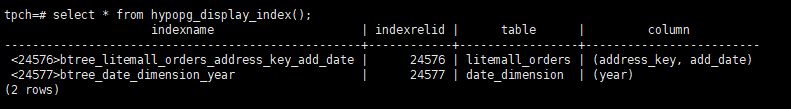 tpch=# select * from hypopg_display_index();
indexname | indexrelid | table | column
--------------------------------------------+------------+-----------------+------------------------
<24576>btree_litemall_orders_address_key_add_date | 24576 | litemall_orders | (address_key, add_date)
<24577>btree_date_dimension_year | 24577 | date_dimension | (year)
(2 rows)